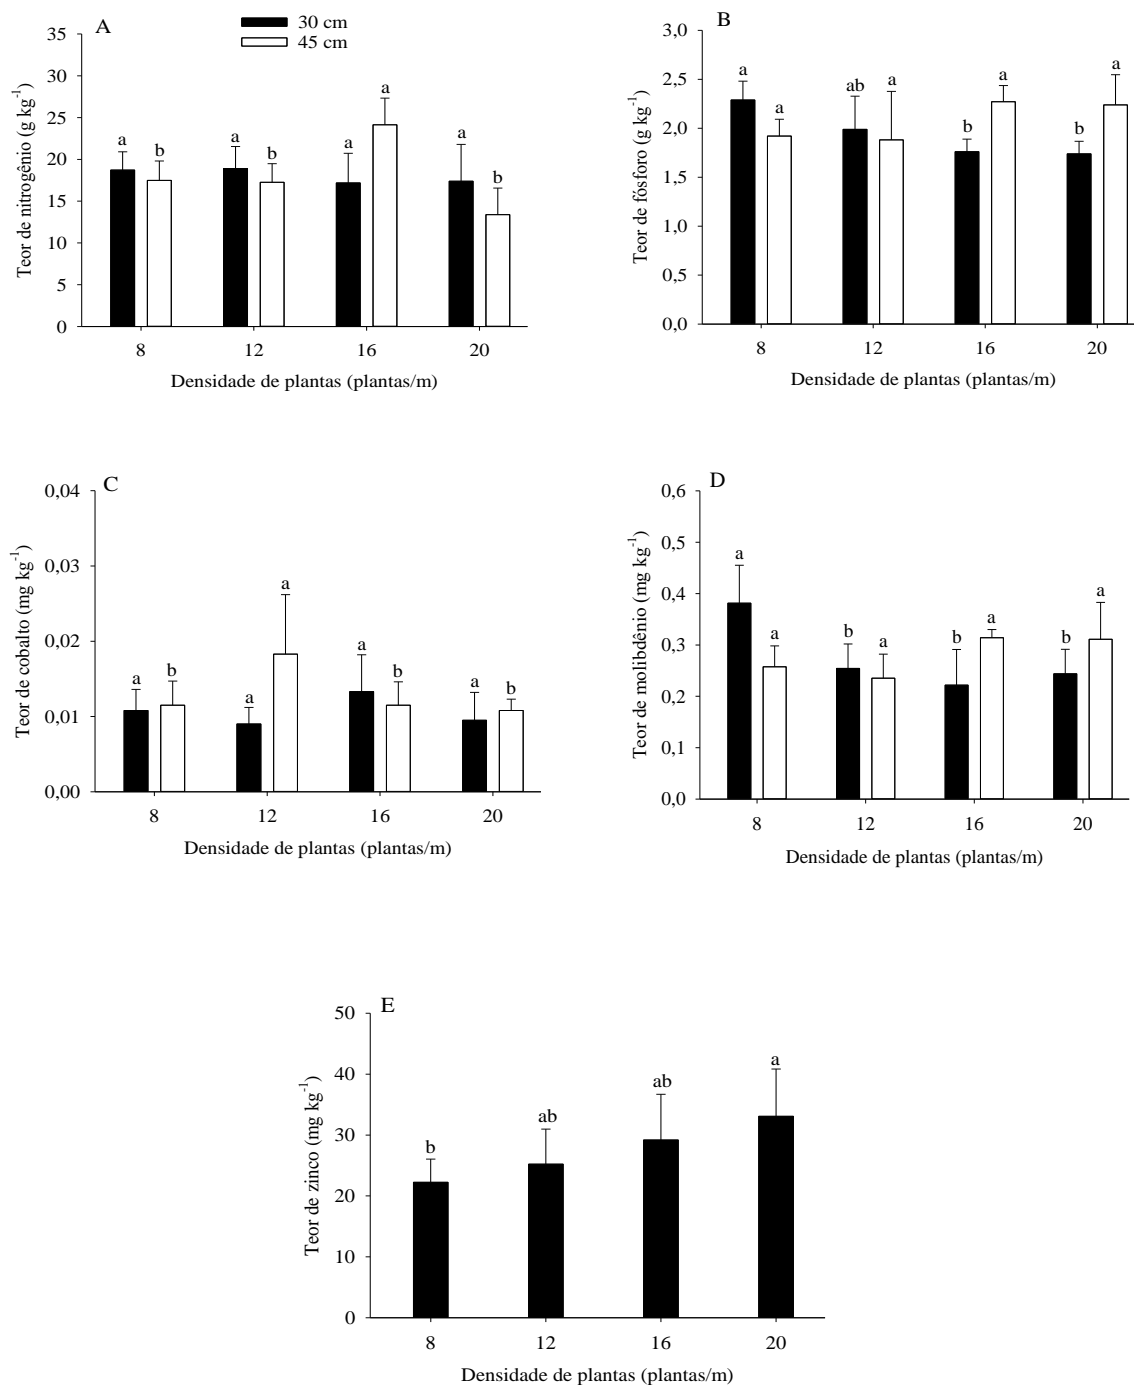 A
30 cm
45 cm
Teor de nitrogênio (g kg⁻¹)
35
30
25
20
15
10
5
0
a b a b a a a b
8 12 16 20
Densidade de plantas (plantas/m)
B
Teor de fósforo (g kg⁻¹)
3,0
2,5
2,0
1,5
1,0
0,5
0,0
a a ab a b a b a
8 12 16 20
Densidade de plantas (plantas/m)
C
Teor de cobalto (mg kg⁻¹)
0,04
0,03
0,02
0,01
0,00
a b a a a b a b
8 12 16 20
Densidade de plantas (plantas/m)
D
Teor de molibdênio (mg kg⁻¹)
0,6
0,5
0,4
0,3
0,2
0,1
0,0
a a b a b a b a
8 12 16 20
Densidade de plantas (plantas/m)
E
Teor de zinco (mg kg⁻¹)
50
40
30
20
10
0
b ab ab a
8 12 16 20
Densidade de plantas (plantas/m)